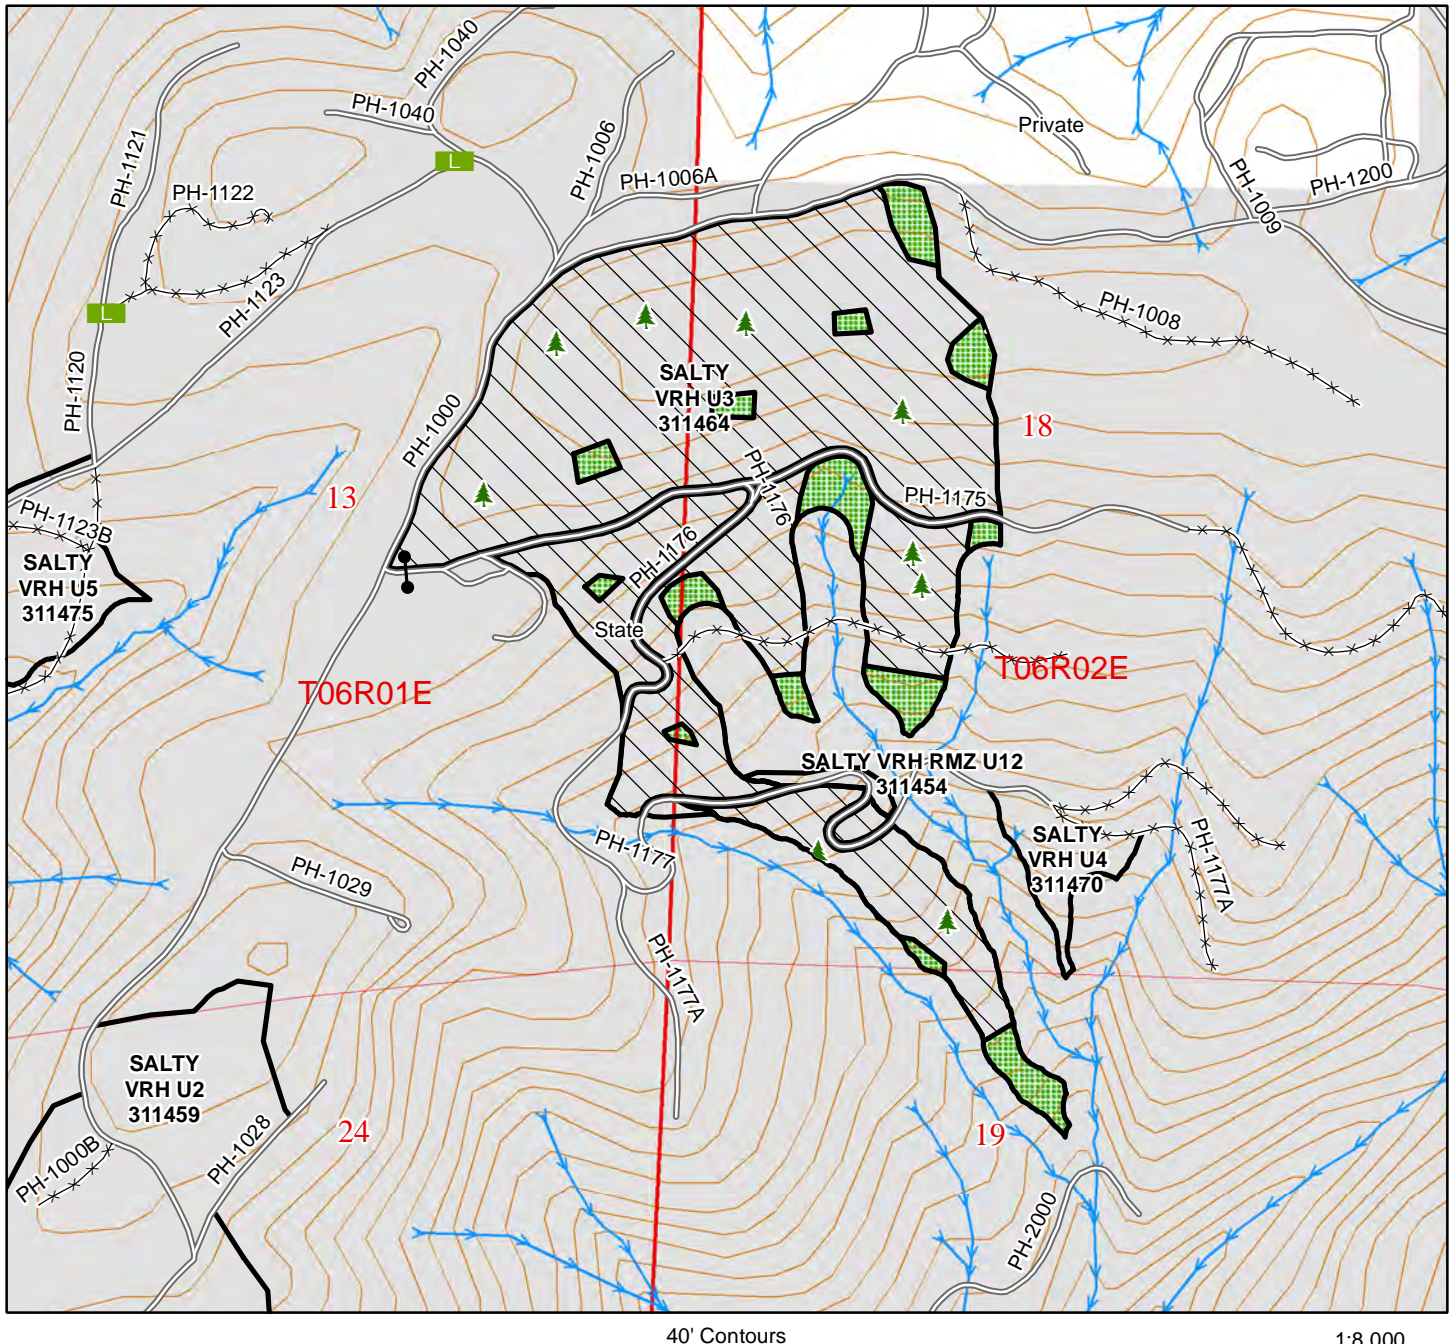 PH-1040
PH-1040
PH-1121
PH-1006
Private
PH-1006A
PH-1122
L
PH-1009
PH-1200
L
PH-1123
PH-1008
PH-1120
SALTY
VRH U3
311464
PH-1000
18
13
PH-1176
PH-1175
PH-1123B
PH-1176
SALTY
VRH U5
311475
State
T06R01E
T06R02E
SALTY VRH RMZ U12
311454
PH-1177
SALTY
VRH U4
311470
PH-1177A
PH-1029
PH-1177A
SALTY
VRH U2
311459
24
19
PH-1028
PH-1000B
PH-2000
40' Contours
1:8,000